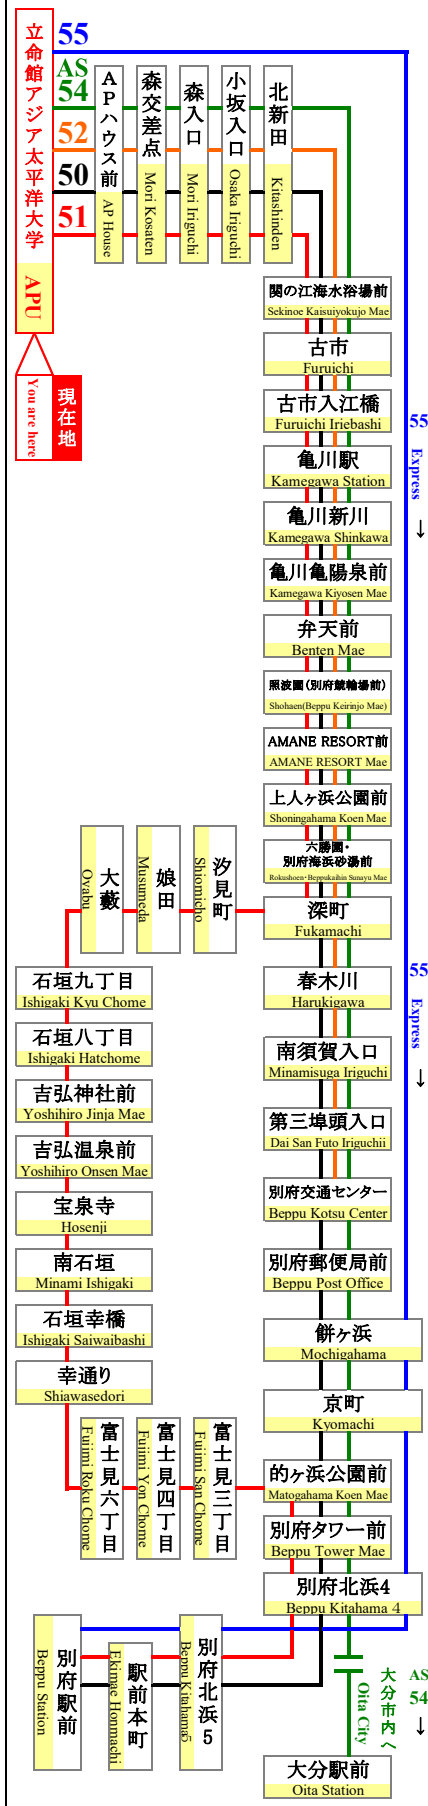 立命館アジア太平洋大学
APU
現在地
You are here
55
AS
54
52
50
51
APハウス前
AP House
森交差点
Mori Kosaten
森入口
Mori Iriguchi
小坂入口
Osaka Iriguchi
北新田
Kitashinden
関の江海水浴場前
Sekinoe Kaisuiyokujo Mae
古市
Furuichi
古市入江橋
Furuichi Iriebashi
亀川駅
Kamegawa Station
亀川新川
Kamegawa Shinkawa
亀川亀陽泉前
Kamegawa Kiyosen Mae
弁天前
Benten Mae
照波園(別府競輪場前)
Shohaen(Beppu Keirinjo Mae)
AMANE RESORT前
AMANE RESORT Mae
上人ヶ浜公園前
Shoningahama Koen Mae
六勝園・
別府海浜砂湯前
Rokushoen・Beppukaihin Sunayu Mae
深町
Fukamachi
55
Express
↓
汐見町
Shiomicho
娘田
Musumeda
大藪
Oyabu
石垣九丁目
Ishigaki Kyu Chome
石垣八丁目
Ishigaki Hatchome
吉弘神社前
Yoshihiro Jinja Mae
吉弘温泉前
Yoshihiro Onsen Mae
宝泉寺
Hosenji
南石垣
Minami Ishigaki
石垣幸橋
Ishigaki Saiwaibashi
幸通り
Shiawasedori
富士見六丁目
Fujimi Roku Chome
富士見四丁目
Fujimi Yon Chome
富士見三丁目
Fujimi San Chome
春木川
Harukigawa
南須賀入口
Minamisuga Iriguchi
第三埠頭入口
Dai San Futo Iriguchii
別府交通センター
Beppu Kotsu Center
別府郵便局前
Beppu Post Office
餅ヶ浜
Mochigahama
京町
Kyomachi
的ヶ浜公園前
Matogahama Koen Mae
別府タワー前
Beppu Tower Mae
別府北浜4
Beppu Kitahama 4
55
Express
↓
別府北浜5
Beppu Kitahama5
駅前本町
Ekimae Honmachi
別府駅前
Beppu Station
AS
54
↓
大分市内へ
Oita City
大分駅前
Oita Station